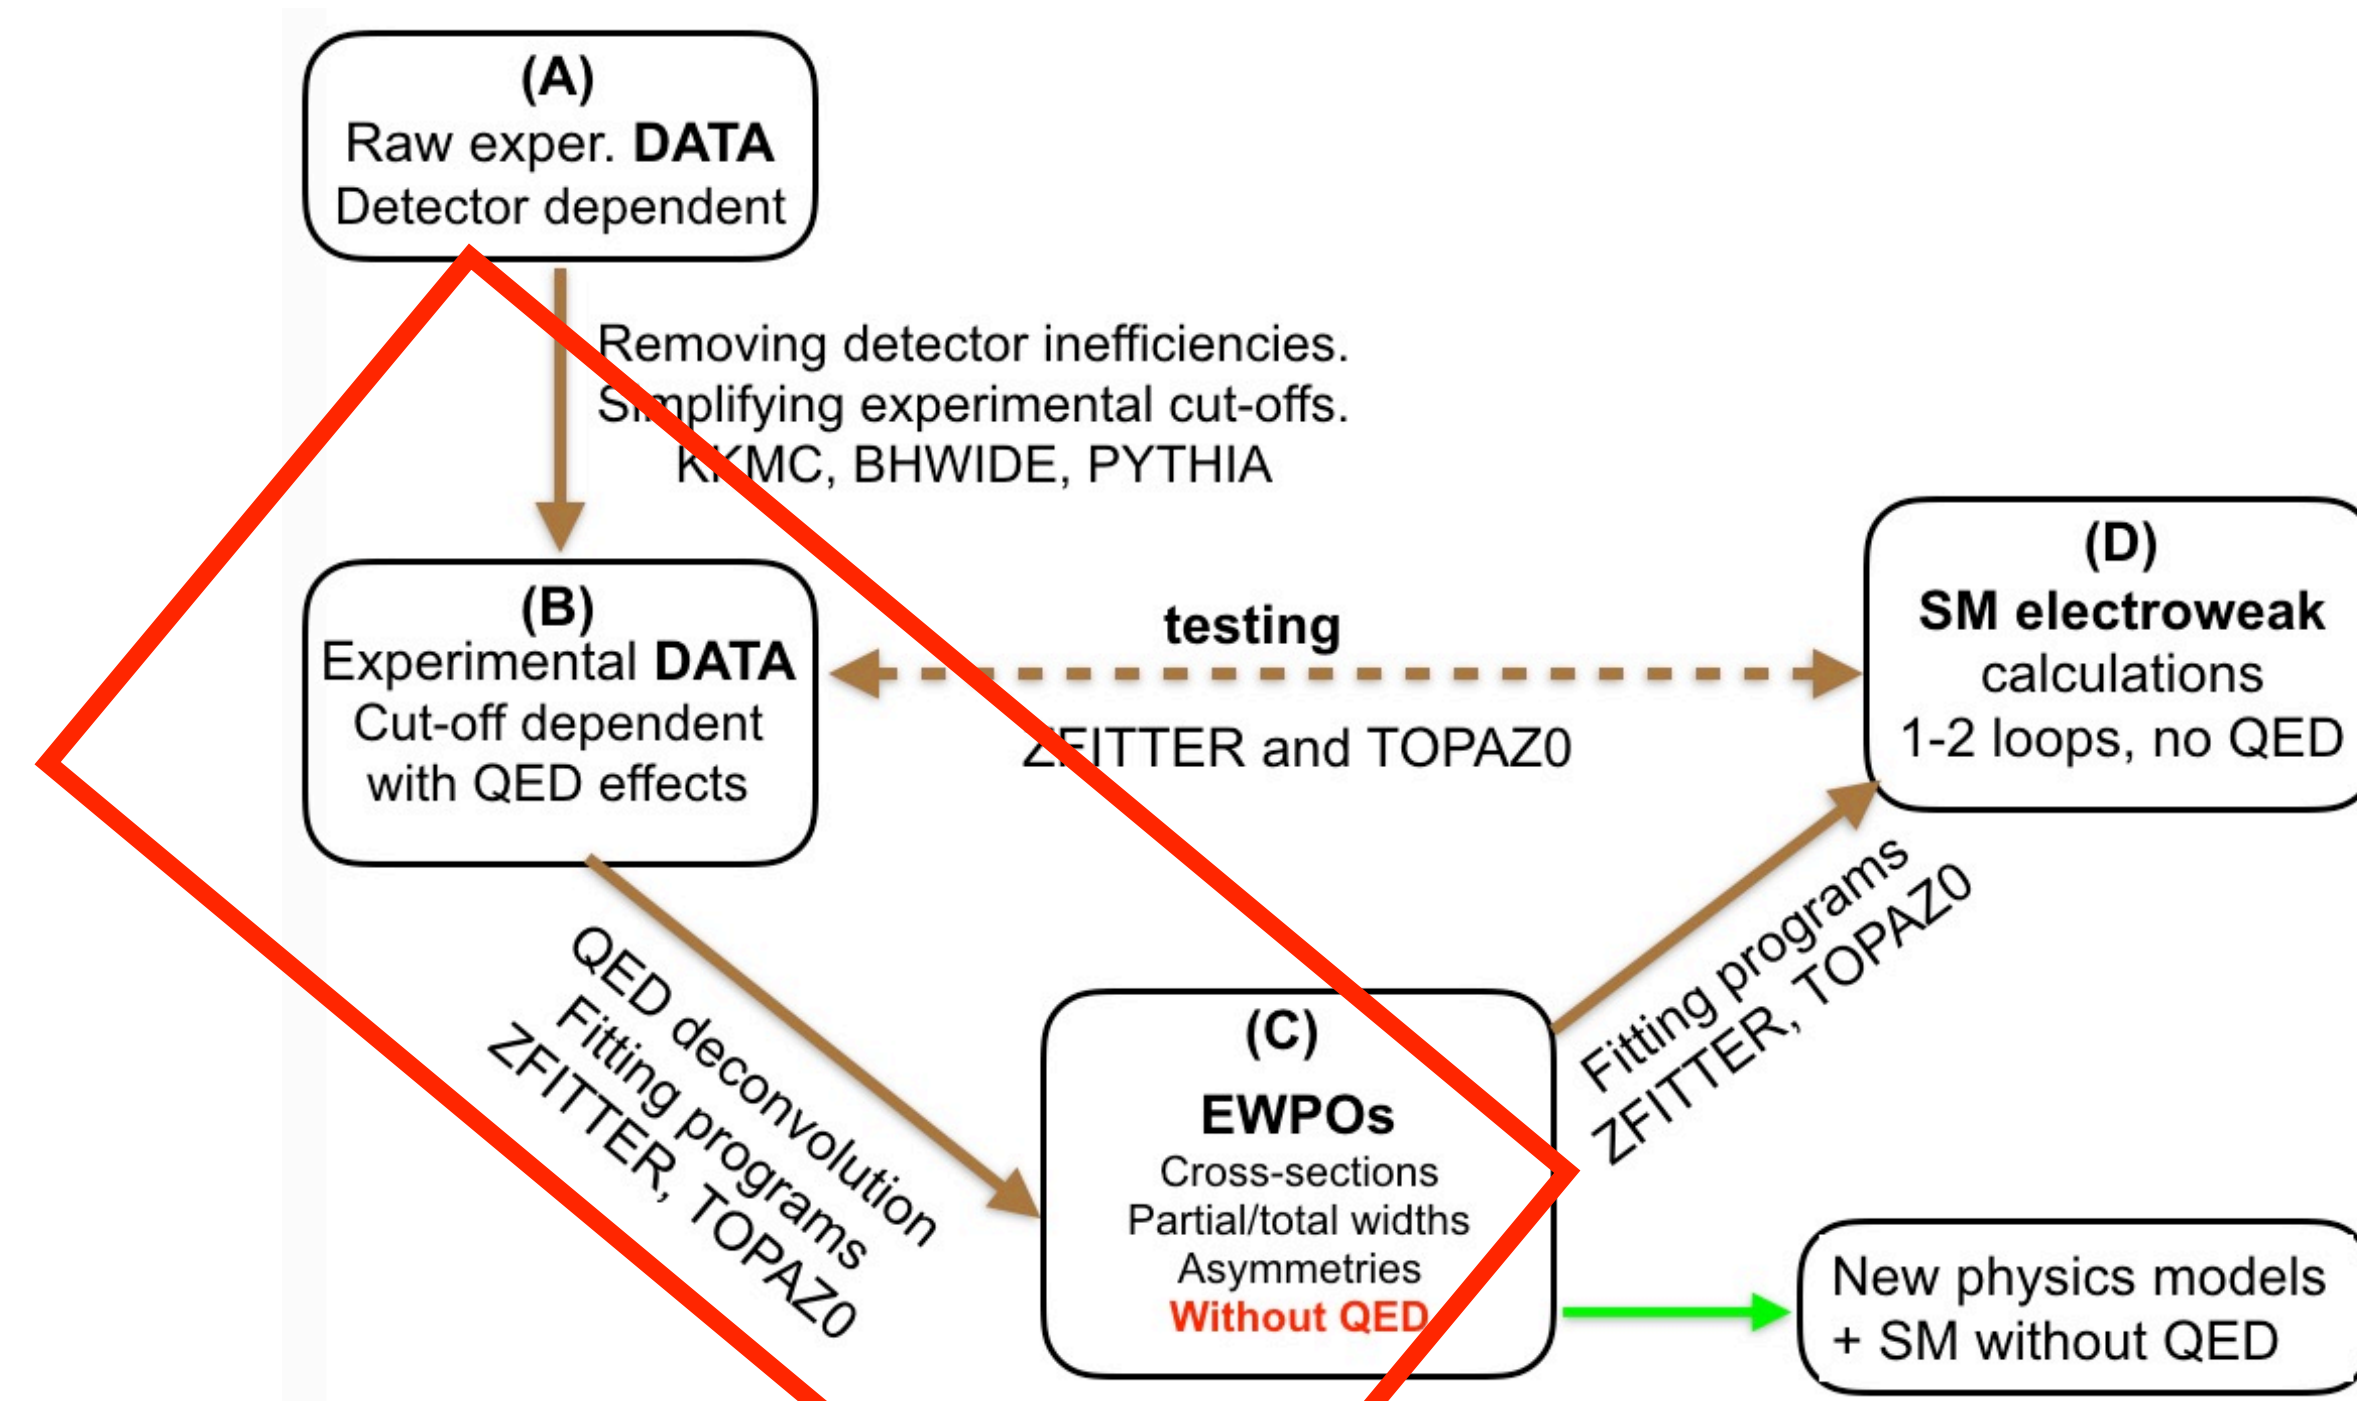 (A)
Raw exper. DATA
Detector dependent
Removing detector inefficiencies.
Simplifying experimental cut-offs.
KKMC, BHWIDE, PYTHIA
(B)
Experimental DATA
Cut-off dependent
with QED effects
testing
ZFITTER and TOPAZ0
(D)
SM electroweak
calculations
1-2 loops, no QED
QED deconvolution
Fitting programs
ZFITTER, TOPAZ0
(C)
EWPOs
Cross-sections
Partial/total widths
Asymmetries
Without QED
Fitting programs
ZFITTER, TOPAZ0
New physics models
+ SM without QED